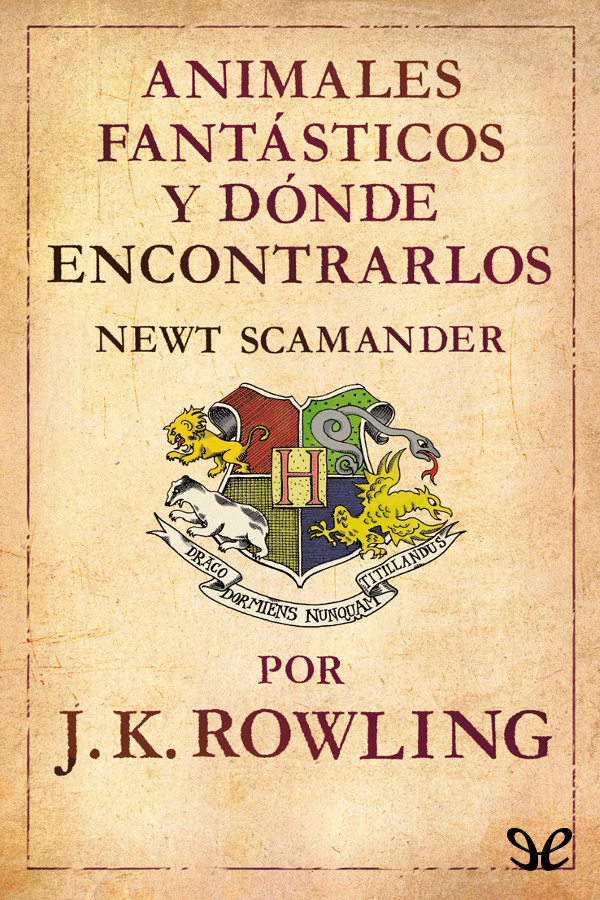 ANIMALES
FANTÁSTICOS
Y DÓNDE
ENCONTRARLOS
NEWT SCAMANDER
H
DRACO
DORMIENS NUNQUAM
TITILLANDUS
POR
J.K. ROWLING